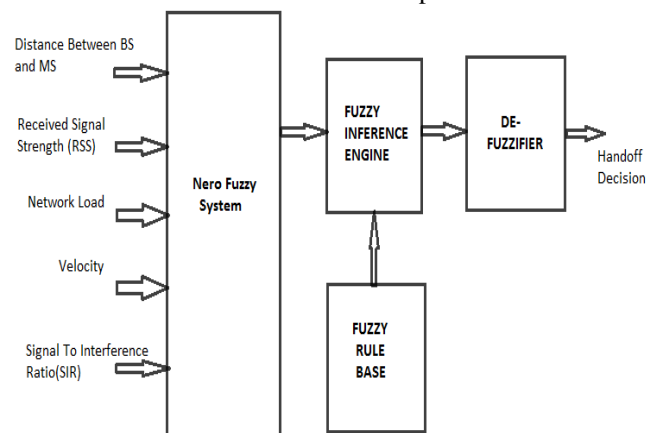 Distance Between BS
and MS
Received Signal
Strength (RSS)
Network Load
Velocity
Signal To Interference
Ratio(SIR)
Nero Fuzzy
System
FUZZY
INFERENCE
ENGINE
FUZZY
RULE
BASE
DE-
FUZZIFIER
Handoff
Decision